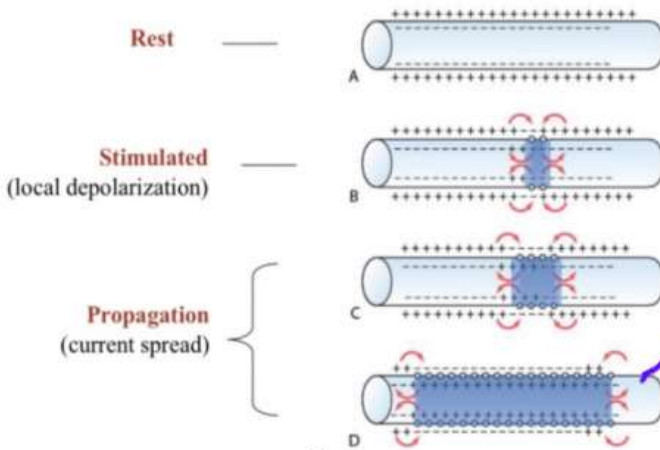 Rest
A
Stimulated
(local depolarization)
B
Propagation
(current spread)
C
D